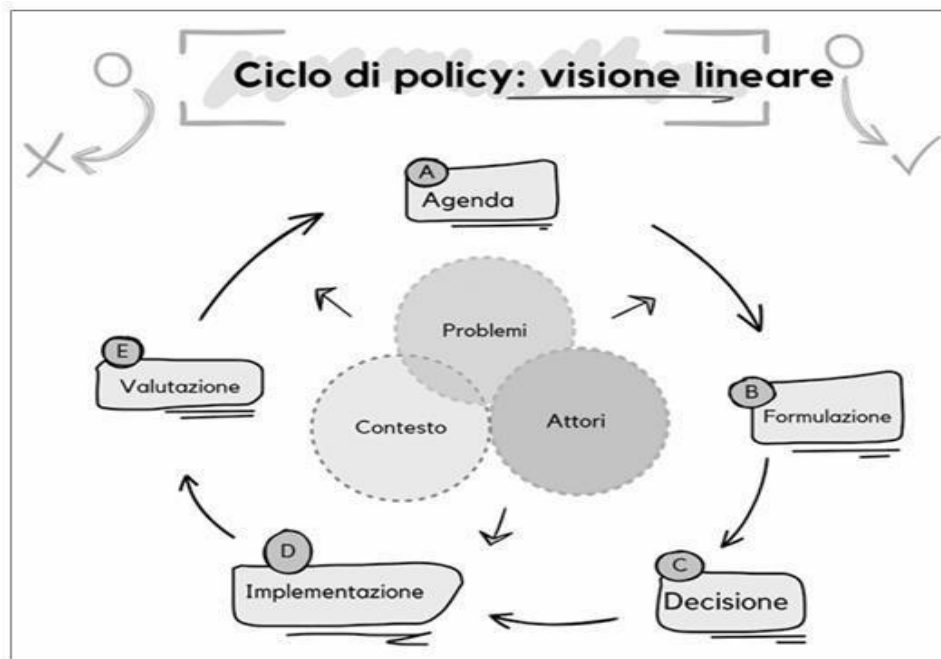 Ciclo di policy: visione lineare
A
Agenda
Problemi
E
Valutazione
B
Formulazione
Contesto
Attori
D
Implementazione
C
Decisione